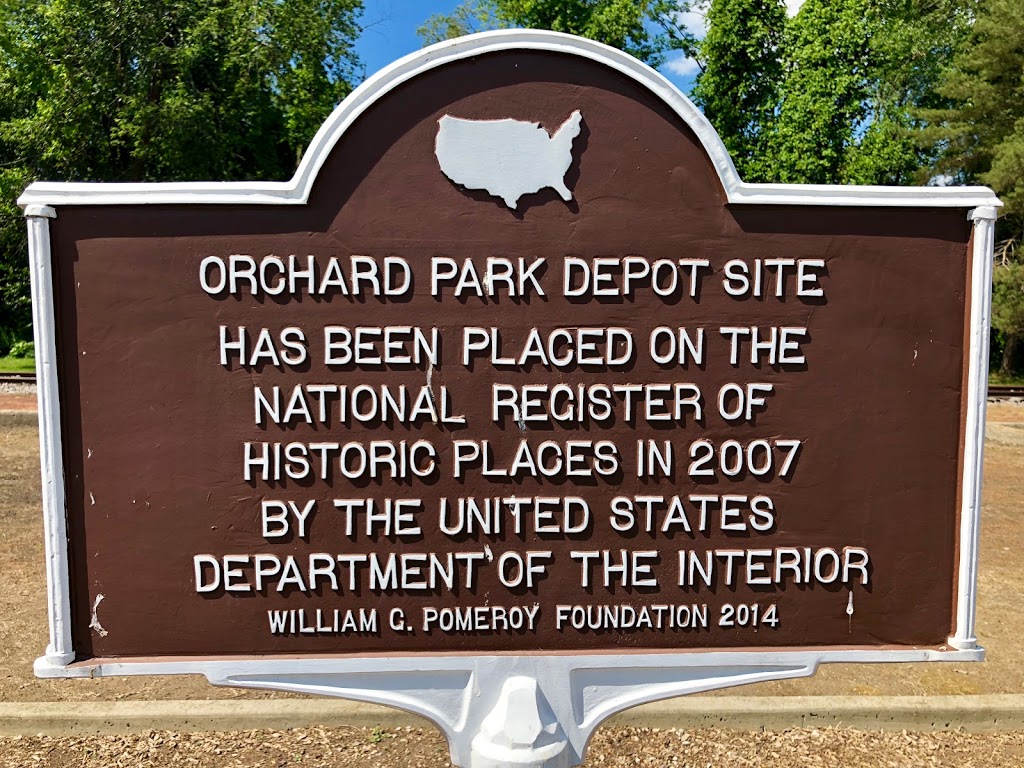 ORCHARD PARK DEPOT SITE
HAS BEEN PLACED ON THE
NATIONAL REGISTER OF
HISTORIC PLACES IN 2007
BY THE UNITED STATES
DEPARTMENT OF THE INTERIOR
WILLIAM G. POMEROY FOUNDATION 2014